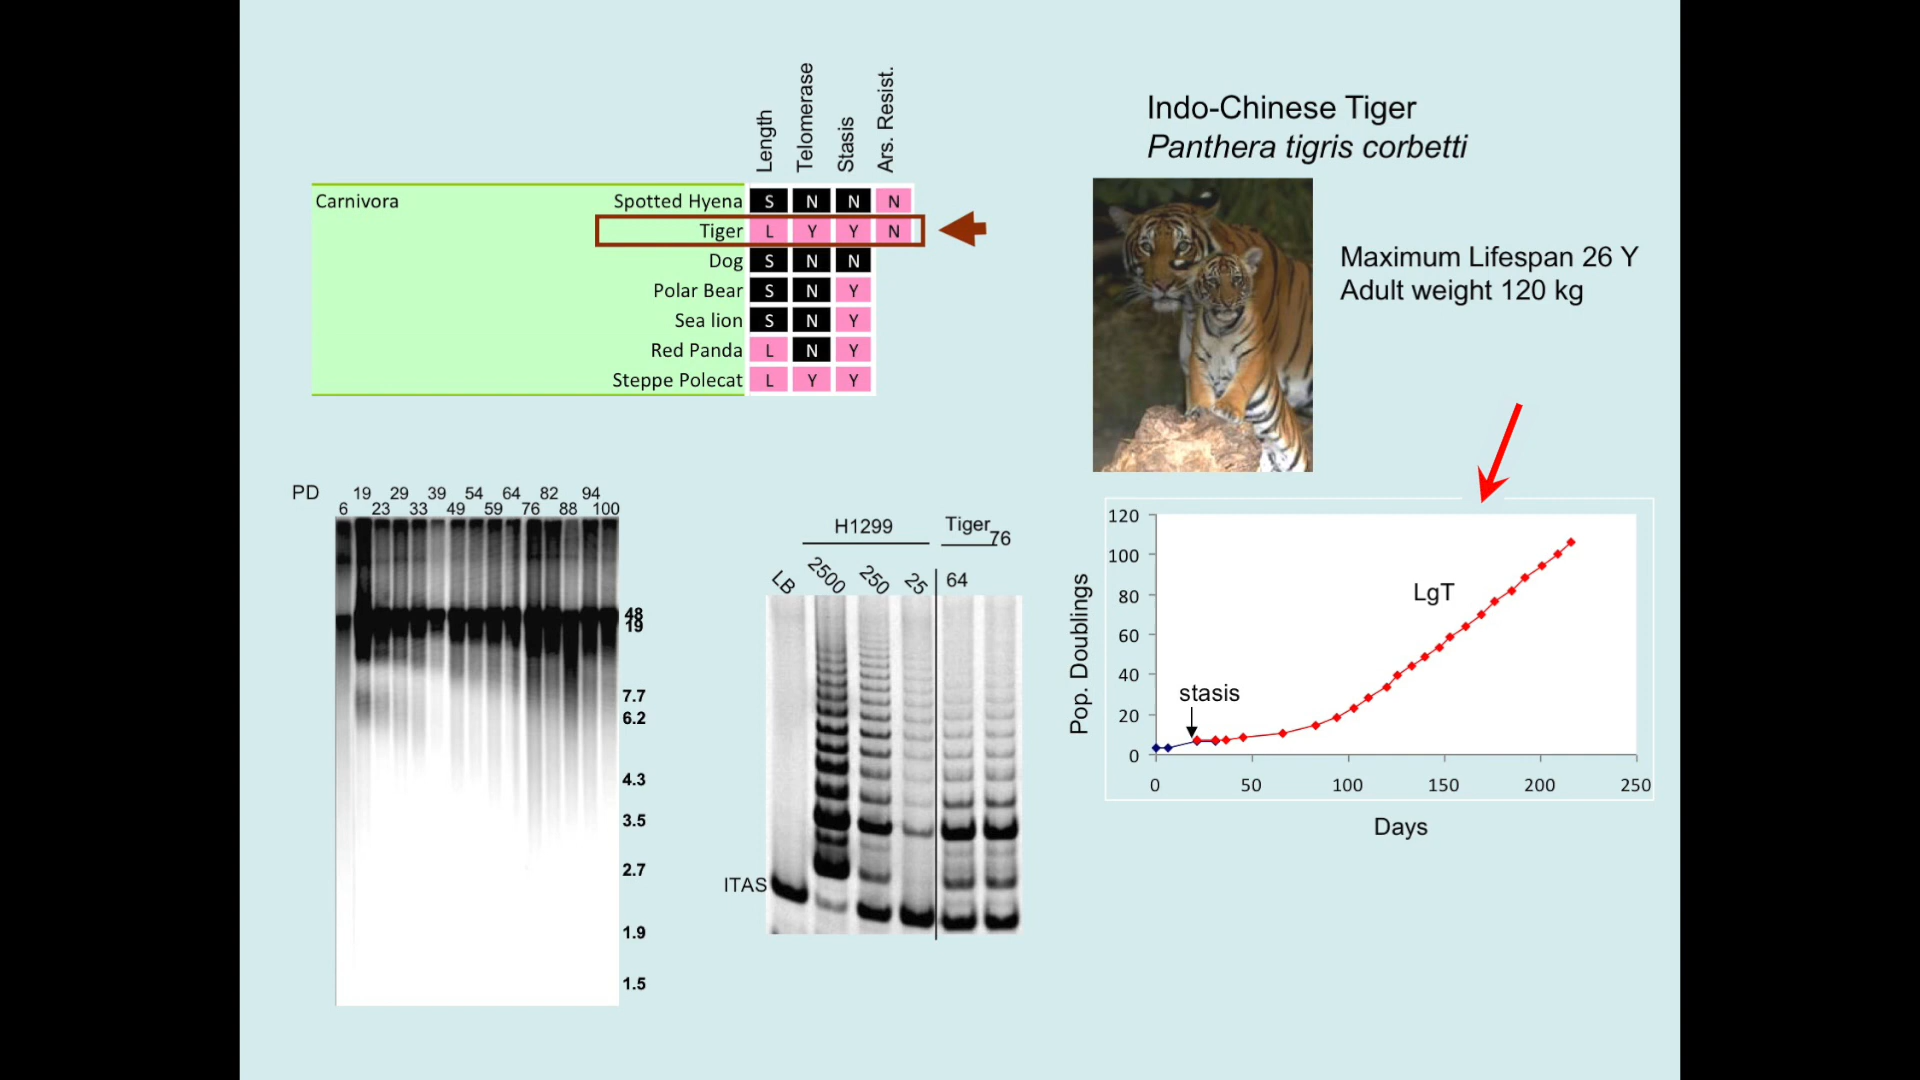 Length
Telomerase
Stasis
Ars. Resist.
Carnivora
Spotted Hyena S N N N
Tiger L Y Y N
Dog S N N
Polar Bear S N Y
Sea lion S N Y
Red Panda L N Y
Steppe Polecat L Y Y
Indo-Chinese Tiger
Panthera tigris corbetti
Maximum Lifespan 26 Y
Adult weight 120 kg
PD
19 29 39 54 64 82 94
6 23 33 49 59 76 88 100
48
19
7.7
6.2
4.3
3.5
2.7
1.9
1.5
H1299
Tiger
LB 2500 250 25 64 76
ITAS
Pop. Doublings
120
100
80
60
40
20
0
LgT
stasis
0 50 100 150 200 250
Days